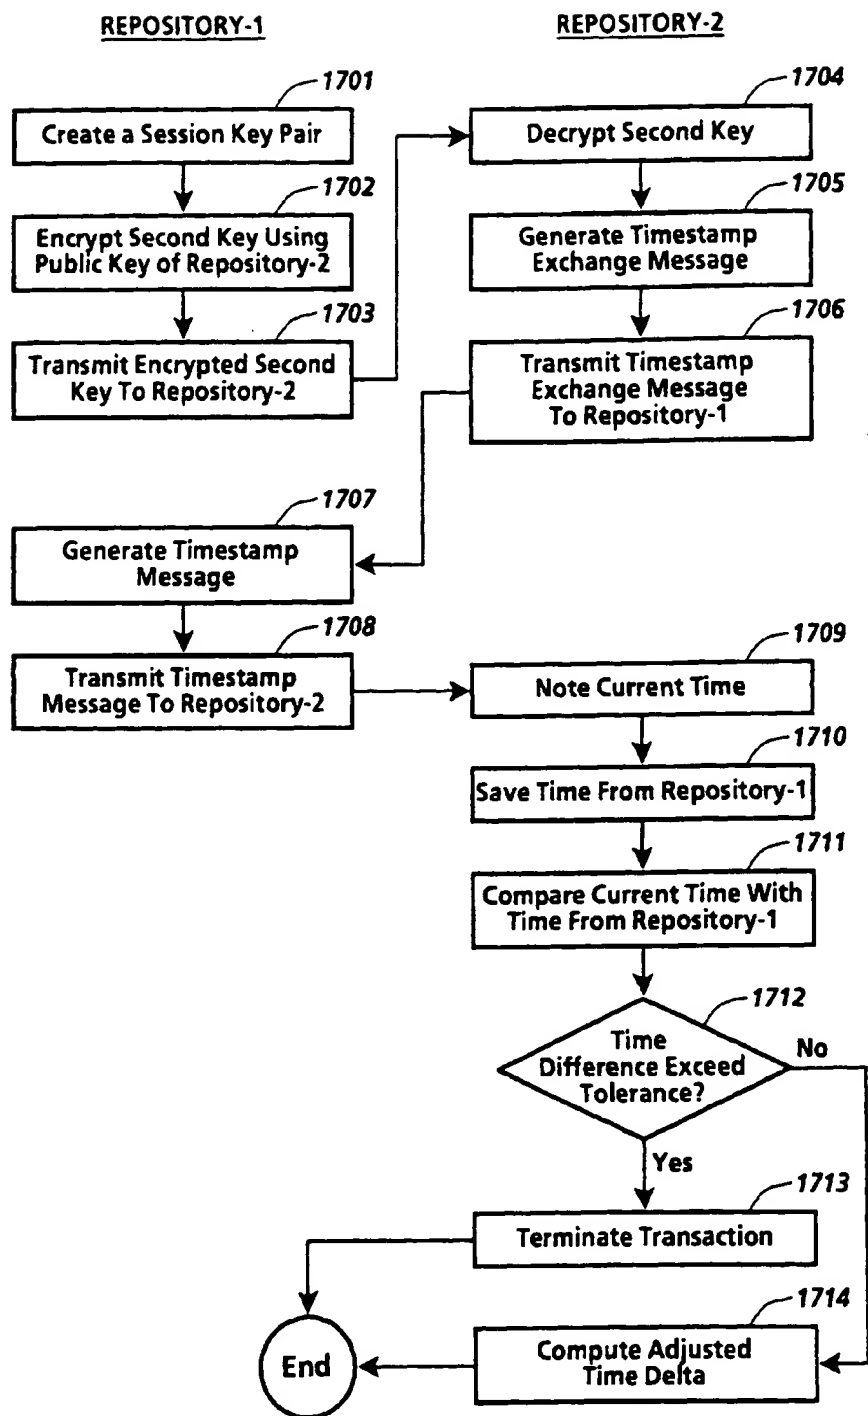 REPOSITORY-1
REPOSITORY-2
1701
Create a Session Key Pair
1702
Encrypt Second Key Using
Public Key of Repository-2
1703
Transmit Encrypted Second
Key To Repository-2
1704
Decrypt Second Key
1705
Generate Timestamp
Exchange Message
1706
Transmit Timestamp
Exchange Message
To Repository-1
1707
Generate Timestamp
Message
1708
Transmit Timestamp
Message To Repository-2
1709
Note Current Time
1710
Save Time From Repository-1
1711
Compare Current Time With
Time From Repository-1
1712
Time
Difference Exceed
Tolerance?
No
Yes
1713
Terminate Transaction
1714
Compute Adjusted
Time Delta
End